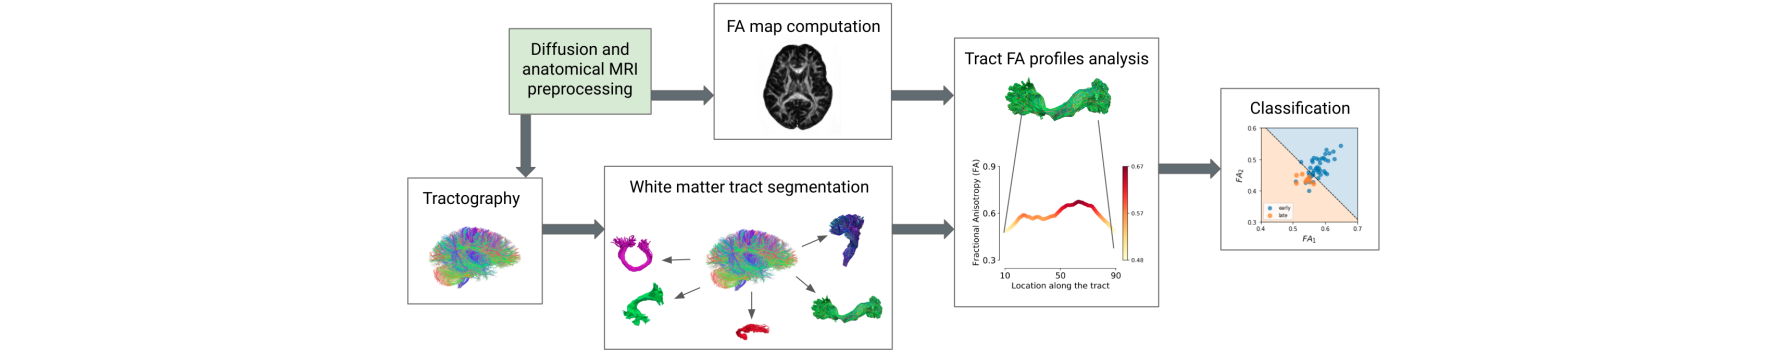 Diffusion and
anatomical MRI
preprocessing
FA map computation
Tractography
White matter tract segmentation
Tract FA profiles analysis
Fractional Anisotropy (FA)
0.9
0.6
0.3
10
50
90
Location along the tract
0.67
0.57
0.48
Classification
FA2
0.6
0.5
0.4
0.3
early
late
0.4
0.5
0.6
0.7
FA1